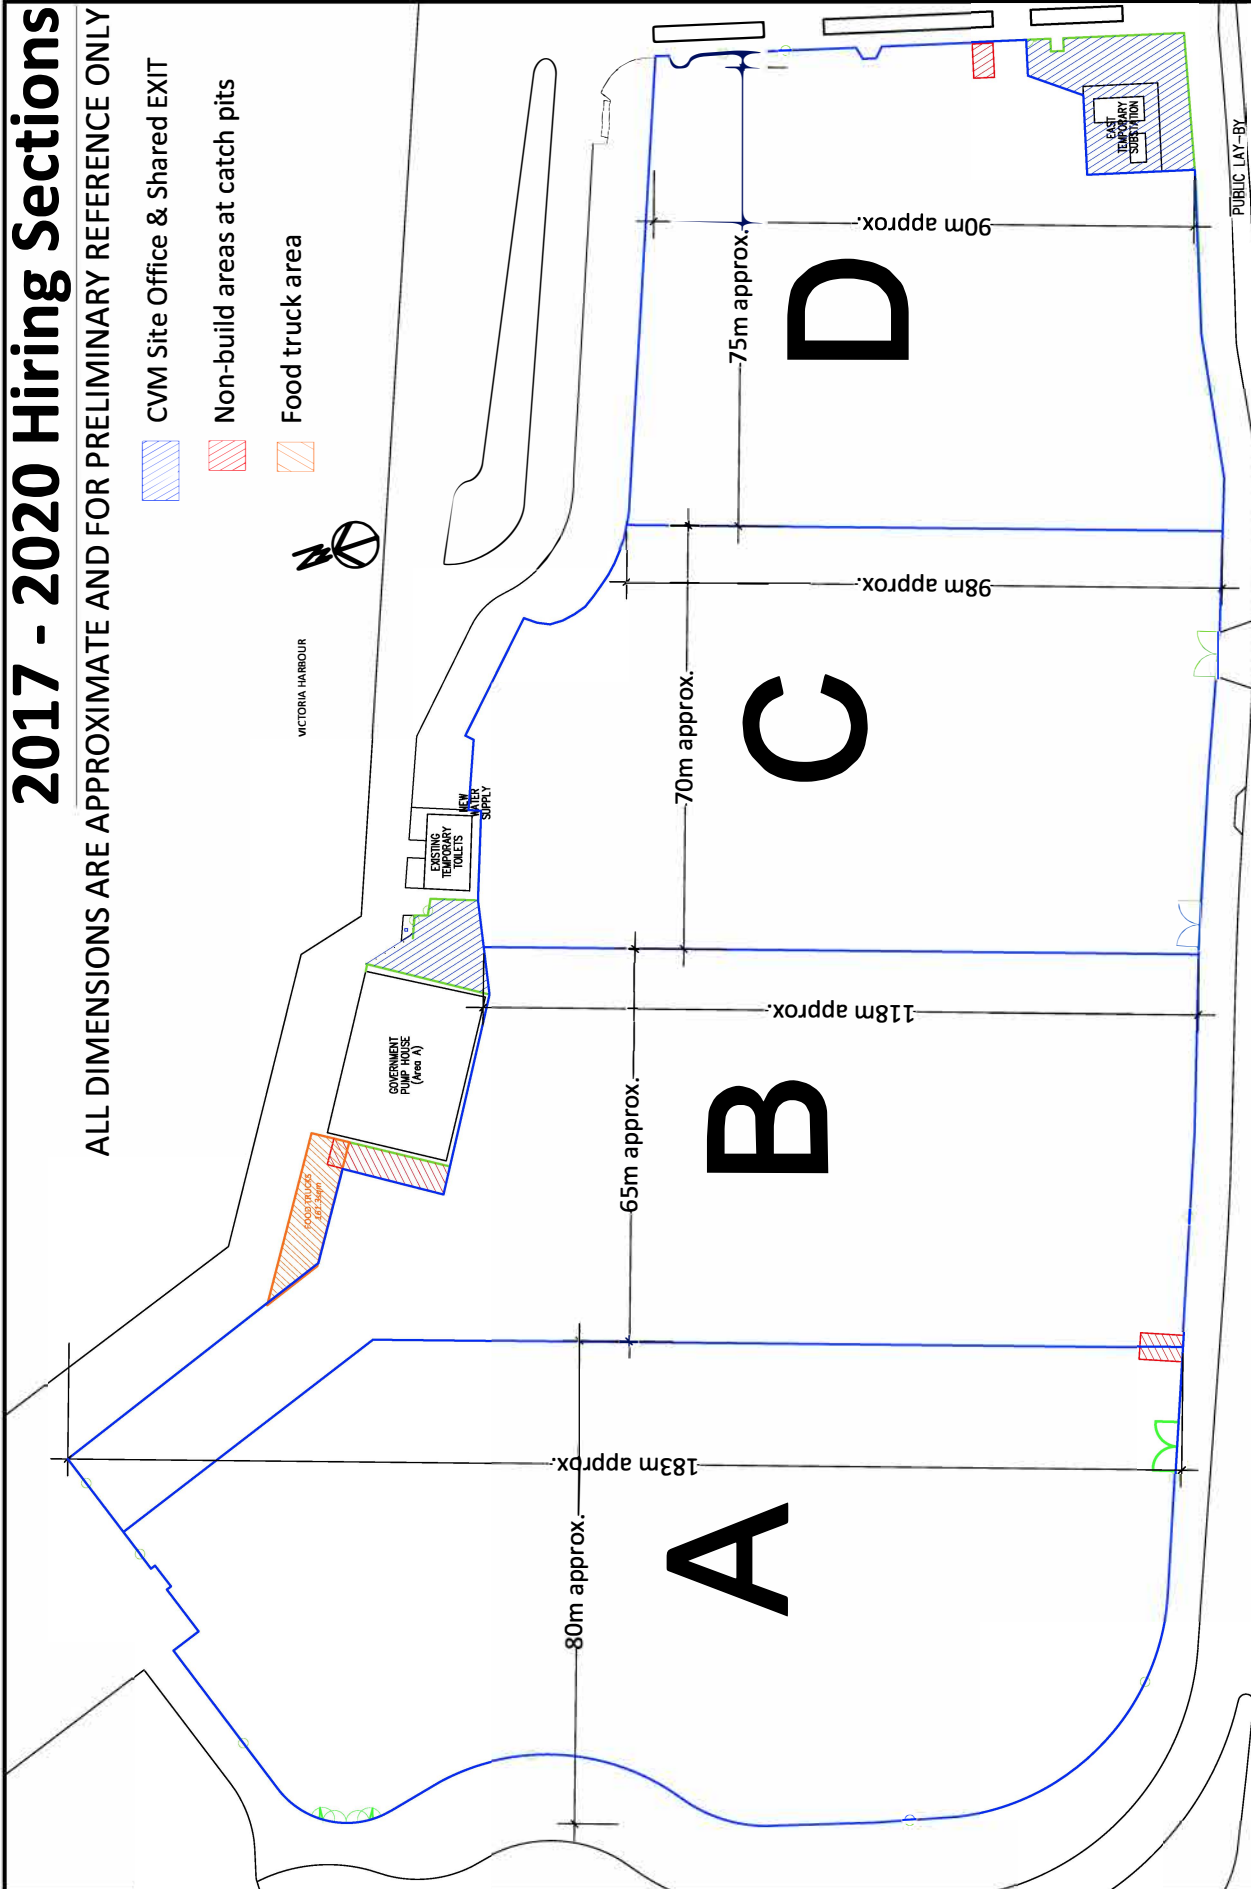 2017 - 2020 Hiring Sections
ALL DIMENSIONS ARE APPROXIMATE AND FOR PRELIMINARY REFERENCE ONLY
CVM Site Office & Shared EXIT
Non-build areas at catch pits
Food truck area
N
VICTORIA HARBOUR
FOOD TRUCKS
GOVERNMENT
PUMP HOUSE
(Area A)
EXISTING
TEMPORARY
TOILETS
NEW
WATER
SUPPLY
EAST
TEMPORARY
SUBSTATION
PUBLIC LAY-BY
80m approx.
183m approx.
65m approx.
118m approx.
70m approx.
98m approx.
75m approx.
90m approx.
A
B
C
D